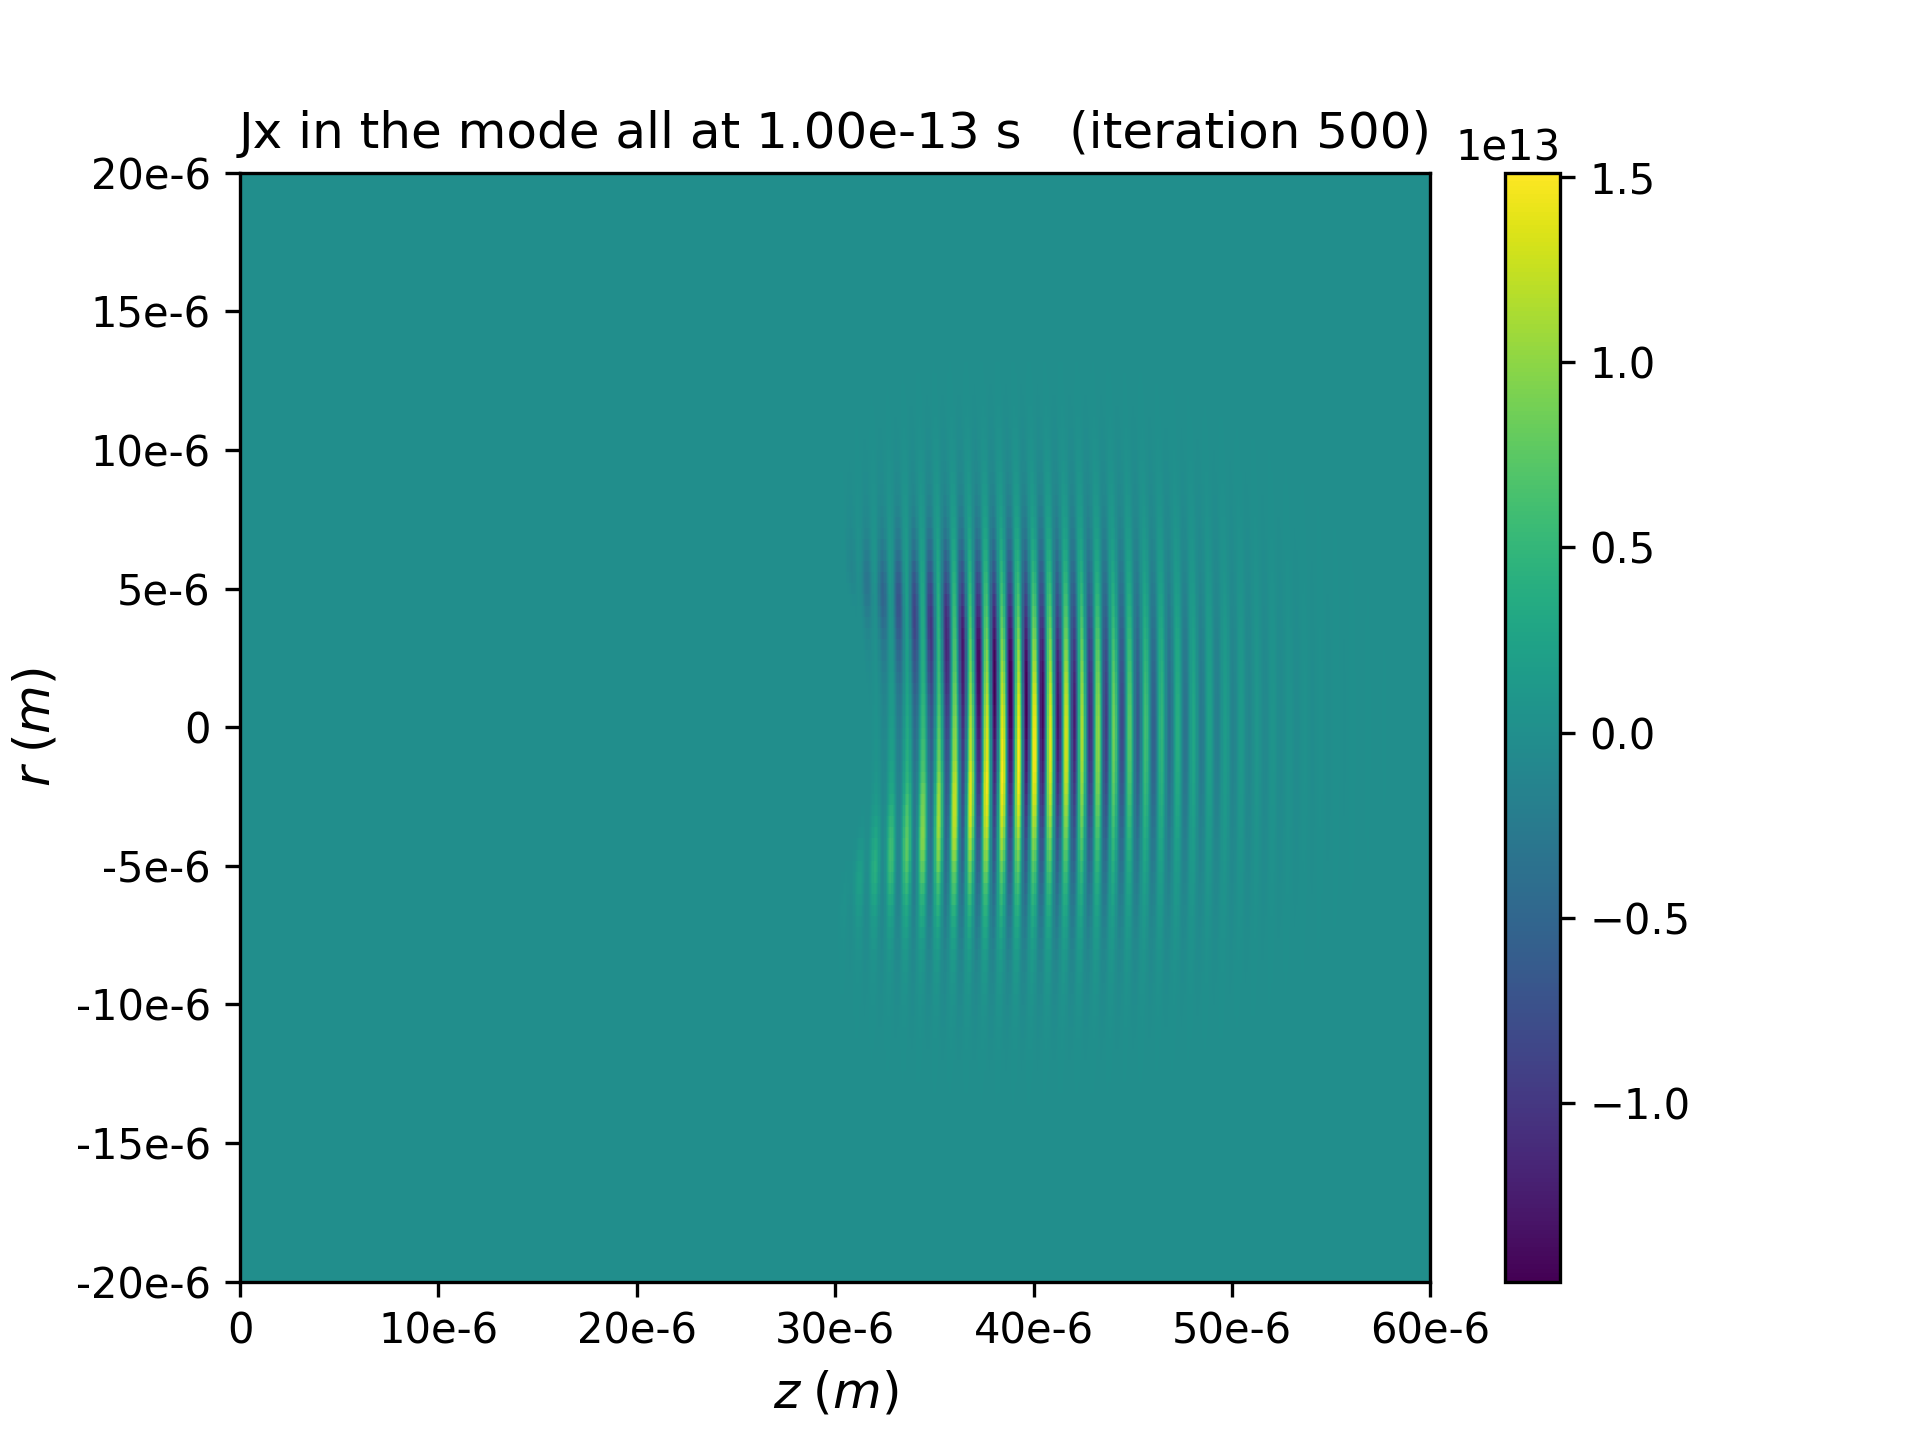 Jx in the mode all at 1.00e-13 s (iteration 500)
1e13
20e-6
15e-6
10e-6
5e-6
0
-5e-6
-10e-6
-15e-6
-20e-6
r (m)
0 10e-6 20e-6 30e-6 40e-6 50e-6 60e-6
z (m)
1.5
1.0
0.5
0.0
−0.5
−1.0